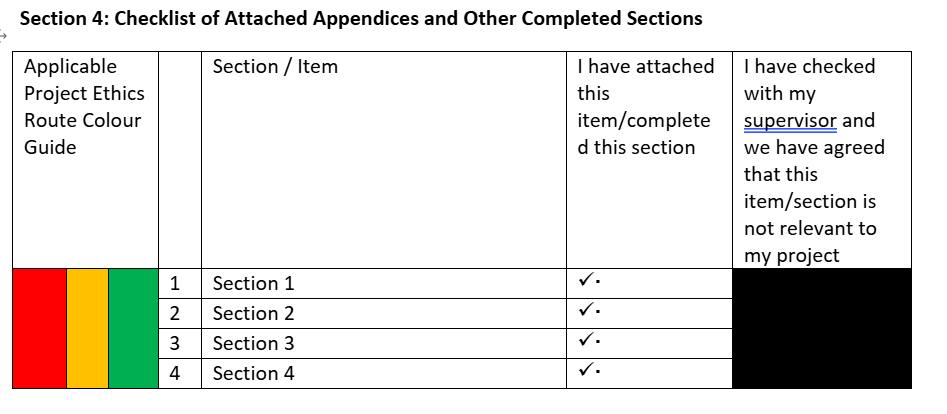 Section 4: Checklist of Attached Appendices and Other Completed Sections
Applicable
Project Ethics
Route Colour
Guide
Section / Item
I have attached
this
item/complete
d this section
I have checked
with my
supervisor and
we have agreed
that this
item/section is
not relevant to
my project
1 Section 1 ✓▪
2 Section 2 ✓▪
3 Section 3 ✓▪
4 Section 4 ✓▪